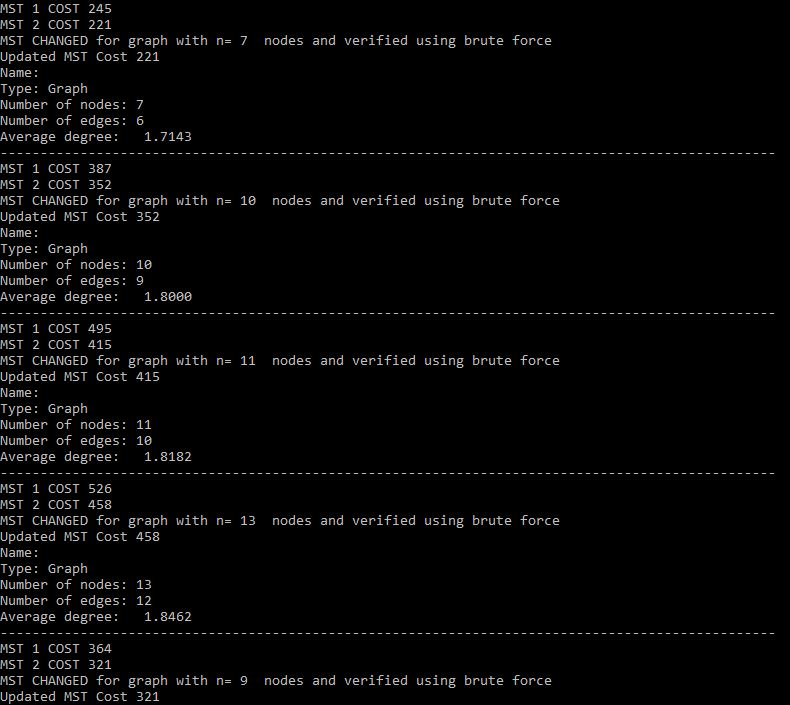 MST 1 COST 245
MST 2 COST 221
MST CHANGED for graph with n= 7  nodes and verified using brute force
Updated MST Cost 221
Name:
Type: Graph
Number of nodes: 7
Number of edges: 6
Average degree:   1.7143
-------------------------------------------------------------------------------------------------
MST 1 COST 387
MST 2 COST 352
MST CHANGED for graph with n= 10  nodes and verified using brute force
Updated MST Cost 352
Name:
Type: Graph
Number of nodes: 10
Number of edges: 9
Average degree:   1.8000
-------------------------------------------------------------------------------------------------
MST 1 COST 495
MST 2 COST 415
MST CHANGED for graph with n= 11  nodes and verified using brute force
Updated MST Cost 415
Name:
Type: Graph
Number of nodes: 11
Number of edges: 10
Average degree:   1.8182
-------------------------------------------------------------------------------------------------
MST 1 COST 526
MST 2 COST 458
MST CHANGED for graph with n= 13  nodes and verified using brute force
Updated MST Cost 458
Name:
Type: Graph
Number of nodes: 13
Number of edges: 12
Average degree:   1.8462
-------------------------------------------------------------------------------------------------
MST 1 COST 364
MST 2 COST 321
MST CHANGED for graph with n= 9  nodes and verified using brute force
Updated MST Cost 321